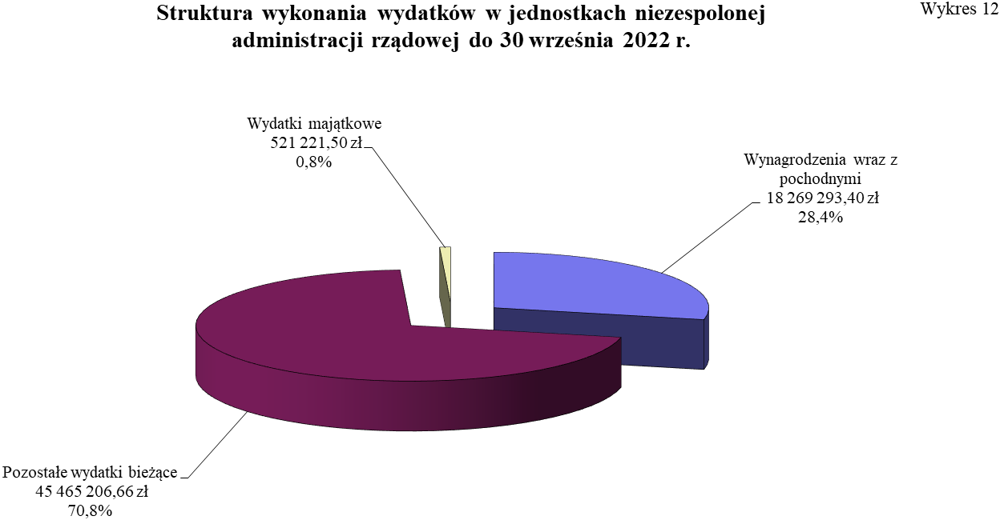 Struktura wykonania wydatków w jednostkach niezespolonej
administracji rządowej do 30 września 2022 r.
Wykres 12
Wydatki majątkowe
521 221,50 zł
0,8%
Wynagrodzenia wraz z
pochodnymi
18 269 293,40 zł
28,4%
Pozostałe wydatki bieżące
45 465 206,66 zł
70,8%